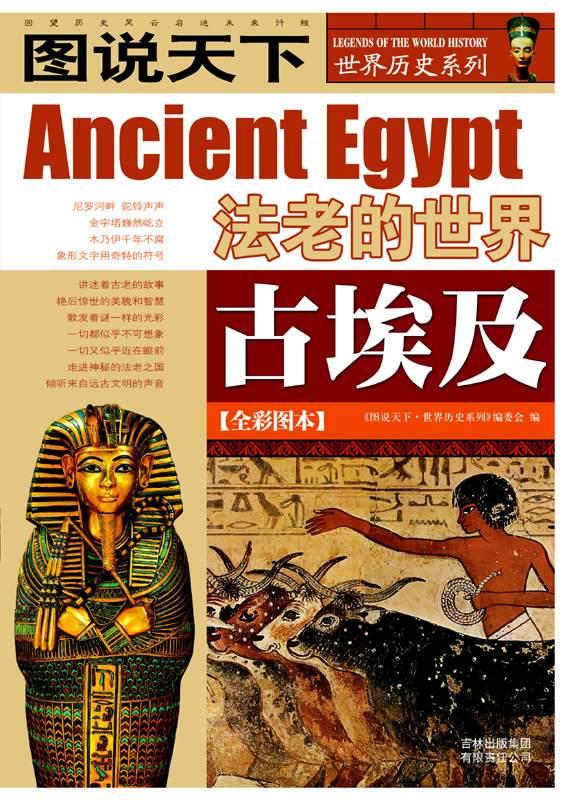 回望历史风云启迪未来行程
图说天下
LEGENDS OF THE WORLD HISTORY
世界历史系列
Ancient Egypt
法老的世界
尼罗河畔 驼铃声声
金字塔巍然屹立
木乃伊千年不腐
象形文字用奇特的符号
讲述着古老的故事
艳后惊世的美貌和智慧
散发着谜一样的光彩
一切都似乎不可想象
一切又似乎近在眼前
走进神秘的法老之国
倾听来自远古文明的声音
古埃及
【全彩图本】
《图说天下·世界历史系列》编委会 编
吉林出版集团
有限责任公司